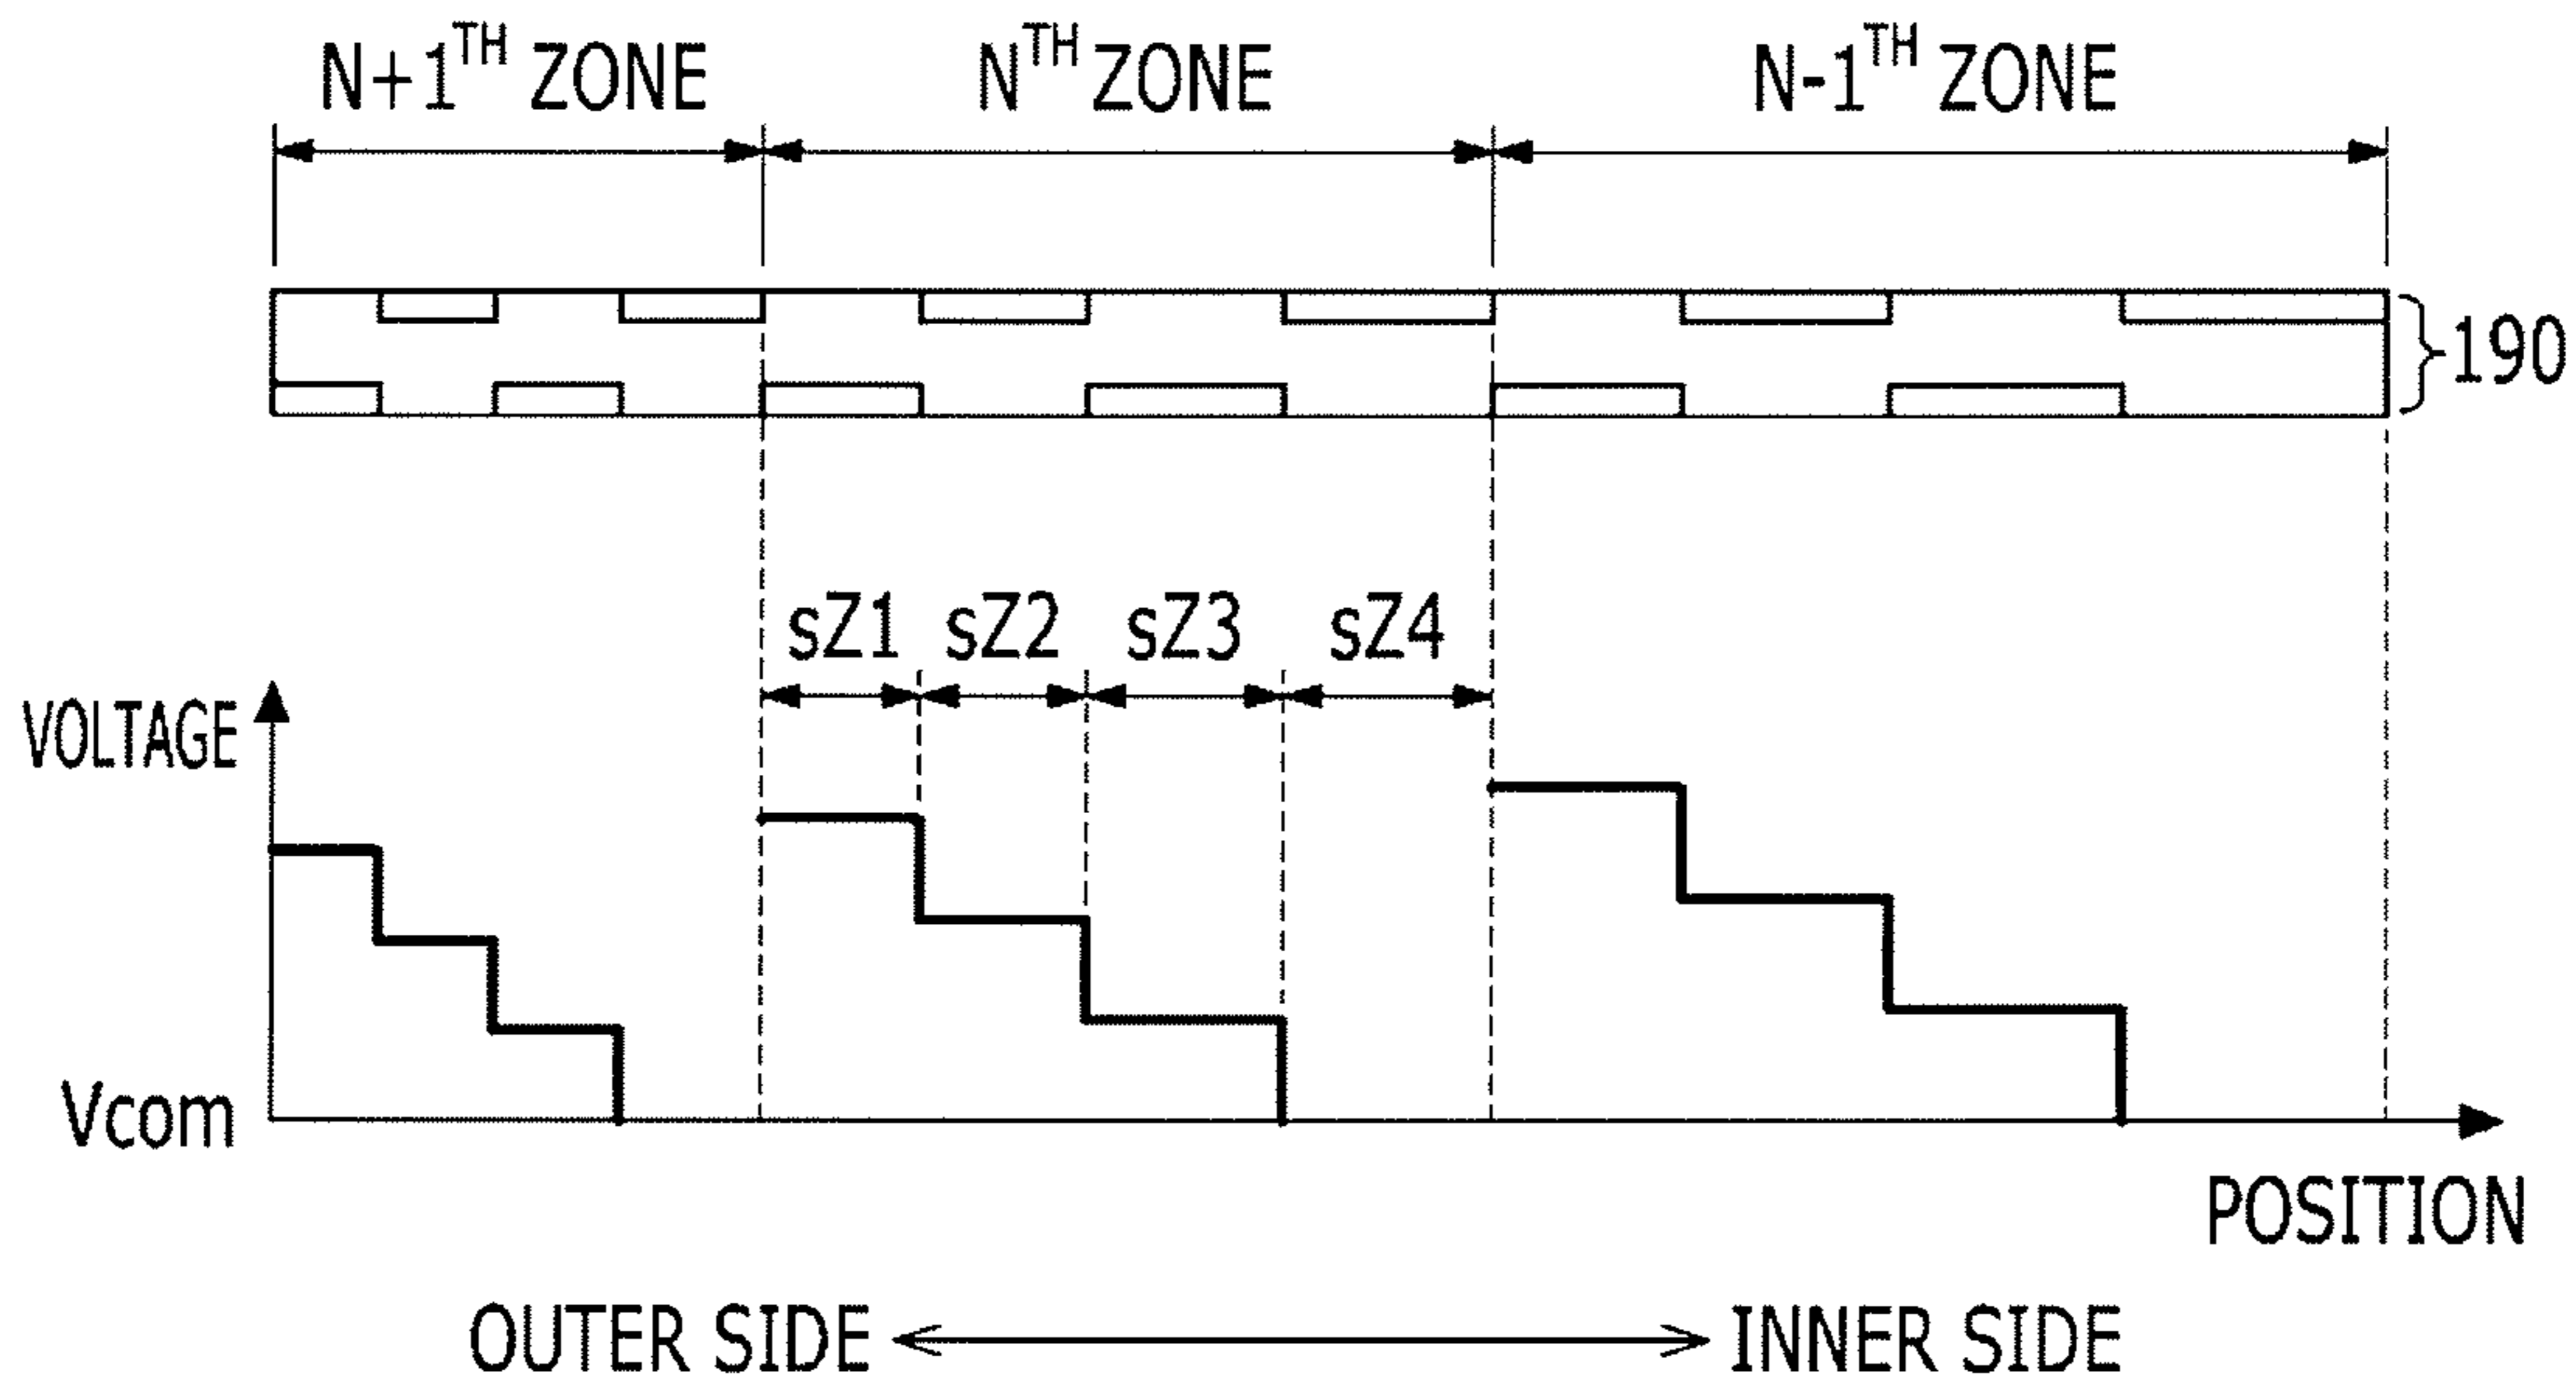 N+1TH ZONE NTH ZONE N-1TH ZONE
190
sZ1 sZ2 sZ3 sZ4
VOLTAGE
Vcom
POSITION
OUTER SIDE INNER SIDE